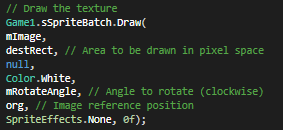 // Draw the texture
Game1.sSpriteBatch.Draw(
mImage,
destRect, // Area to be drawn in pixel space
null,
Color.White,
mRotateAngle, // Angle to rotate (clockwise)
org, // Image reference position
SpriteEffects.None, 0f);